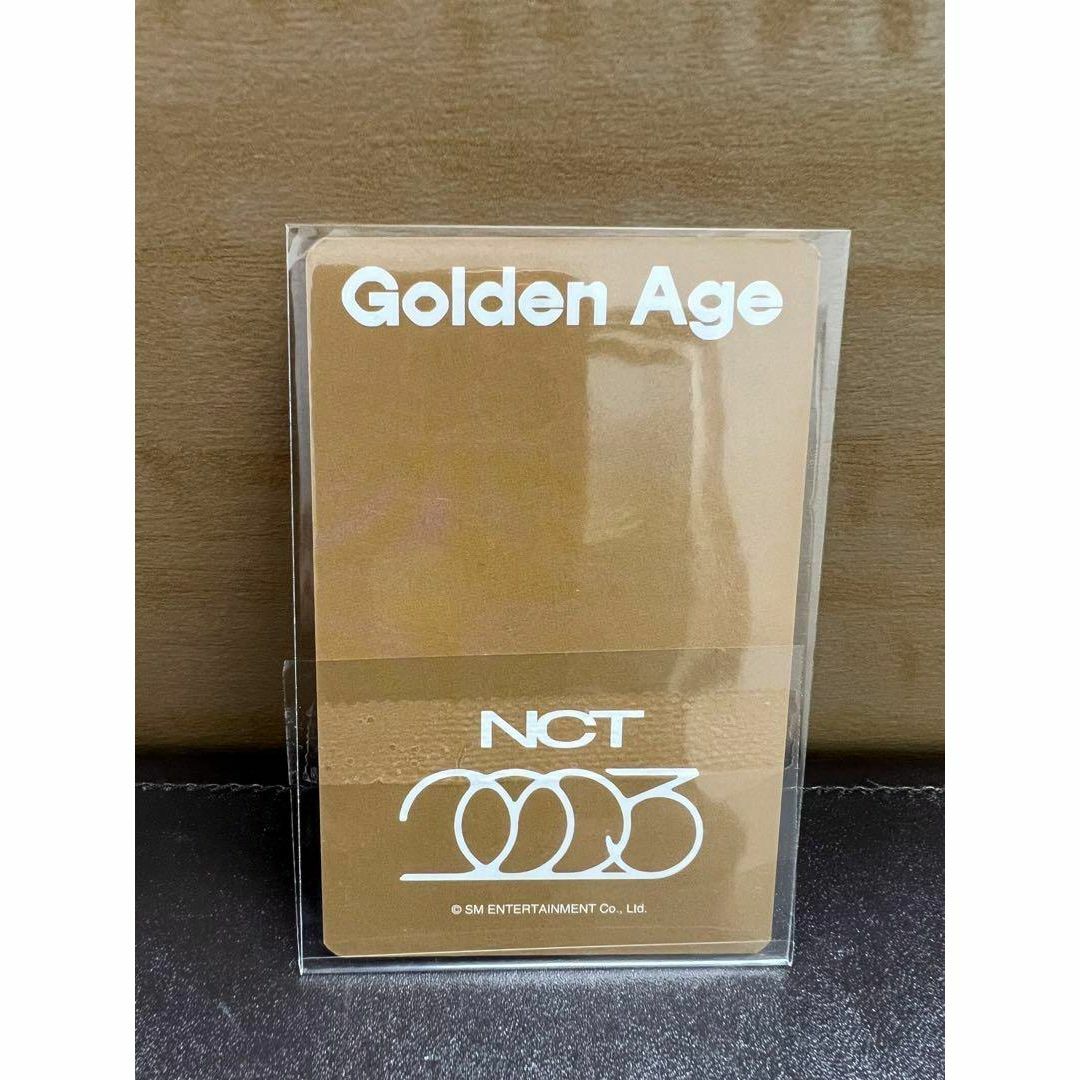 Golden Age
NCT
2023
© SM ENTERTAINMENT Co., Ltd.